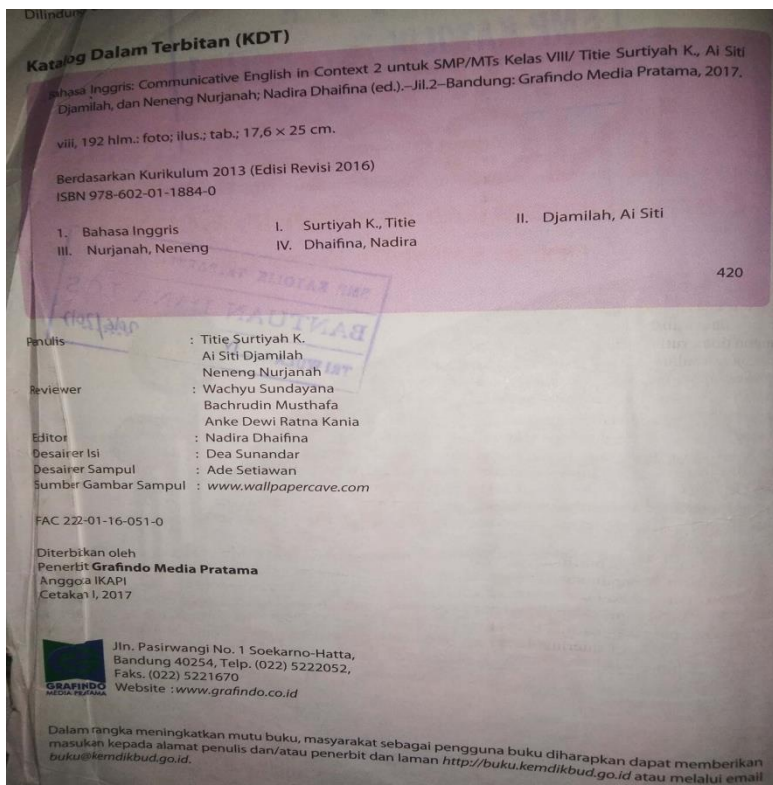 Dilindung
Katalog Dalam Terbitan (KDT)
Bahasa Inggris: Communicative English in Context 2 untuk SMP/MTs Kelas VIII/ Titie Surtiyah K., Ai Siti
Djamilah, dan Neneng Nurjanah; Nadira Dhaifina (ed.).–Jil.2–Bandung: Grafindo Media Pratama, 2017.
viii, 192 hlm.: foto; ilus.; tab.; 17,6 × 25 cm.
Berdasarkan Kurikulum 2013 (Edisi Revisi 2016)
ISBN 978-602-01-1884-0
1. Bahasa Inggris I. Surtiyah K., Titie II. Djamilah, Ai Siti
III. Nurjanah, Neneng IV. Dhaifina, Nadira
420
BANTUAN
Penulis : Titie Surtiyah K.
Ai Siti Djamilah
Neneng Nurjanah
Reviewer : Wachyu Sundayana
Bachrudin Musthafa
Anke Dewi Ratna Kania
Editor : Nadira Dhaifina
Desainer Isi : Dea Sunandar
Desainer Sampul : Ade Setiawan
Sumber Gambar Sampul : www.wallpapercave.com
FAC 222-01-16-051-0
Diterbitkan oleh
Penerbit Grafindo Media Pratama
Anggota IKAPI
Cetakan I, 2017
Jln. Pasirwangi No. 1 Soekarno-Hatta,
Bandung 40254, Telp. (022) 5222052,
Faks. (022) 5221670
Website : www.grafindo.co.id
GRAFINDO
MEDIA PRATAMA
Dalam rangka meningkatkan mutu buku, masyarakat sebagai pengguna buku diharapkan dapat memberikan
masukan kepada alamat penulis dan/atau penerbit dan laman http://buku.kemdikbud.go.id atau melalui email
buku@kemdikbud.go.id.